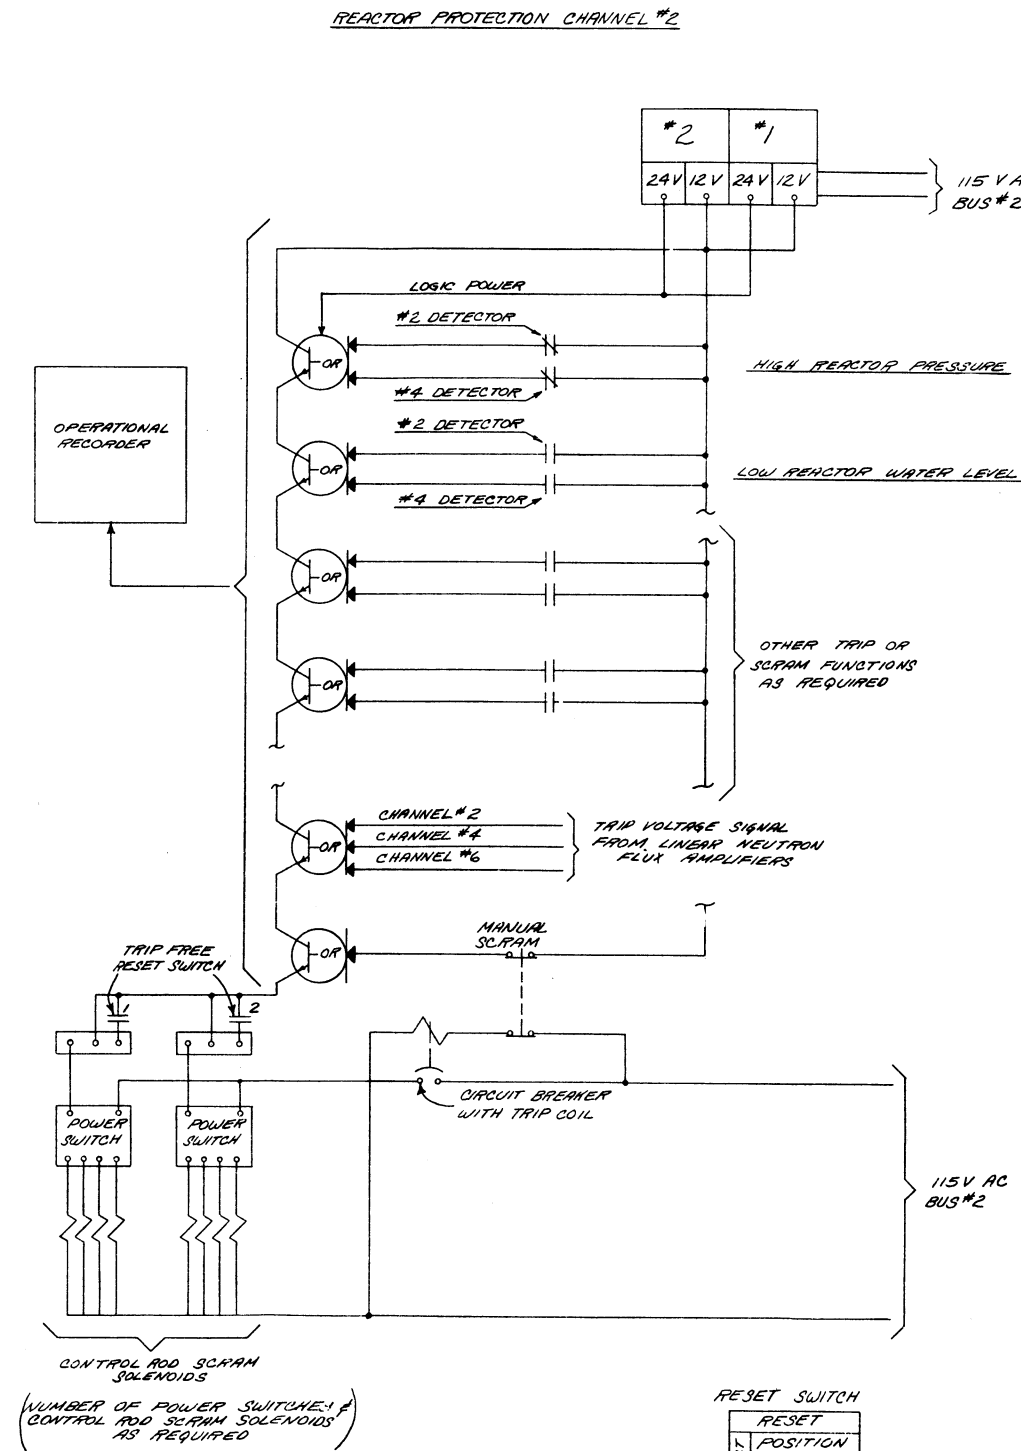 REACTOR PROTECTION CHANNEL #2
#2 #1
24V 12V 24V 12V
115 V A
BUS #2
LOGIC POWER
#2 DETECTOR
OR
HIGH REACTOR PRESSURE
#4 DETECTOR
OPERATIONAL
RECORDER
#2 DETECTOR
OR
LOW REACTOR WATER LEVEL
#4 DETECTOR
OR
OTHER TRIP OR
SCRAM FUNCTIONS
AS REQUIRED
OR
CHANNEL #2
CHANNEL #4
CHANNEL #6
OR
TRIP VOLTAGE SIGNAL
FROM LINEAR NEUTRON
FLUX AMPLIFIERS
MANUAL
SCRAM
OR
TRIP FREE
RESET SWITCH
1
2
CIRCUIT BREAKER
WITH TRIP COIL
POWER
SWITCH
POWER
SWITCH
115V AC
BUS #2
CONTROL ROD SCRAM
SOLENOIDS
(NUMBER OF POWER SWITCHES &
CONTROL ROD SCRAM SOLENOIDS
AS REQUIRED)
RESET SWITCH
RESET
POSITION